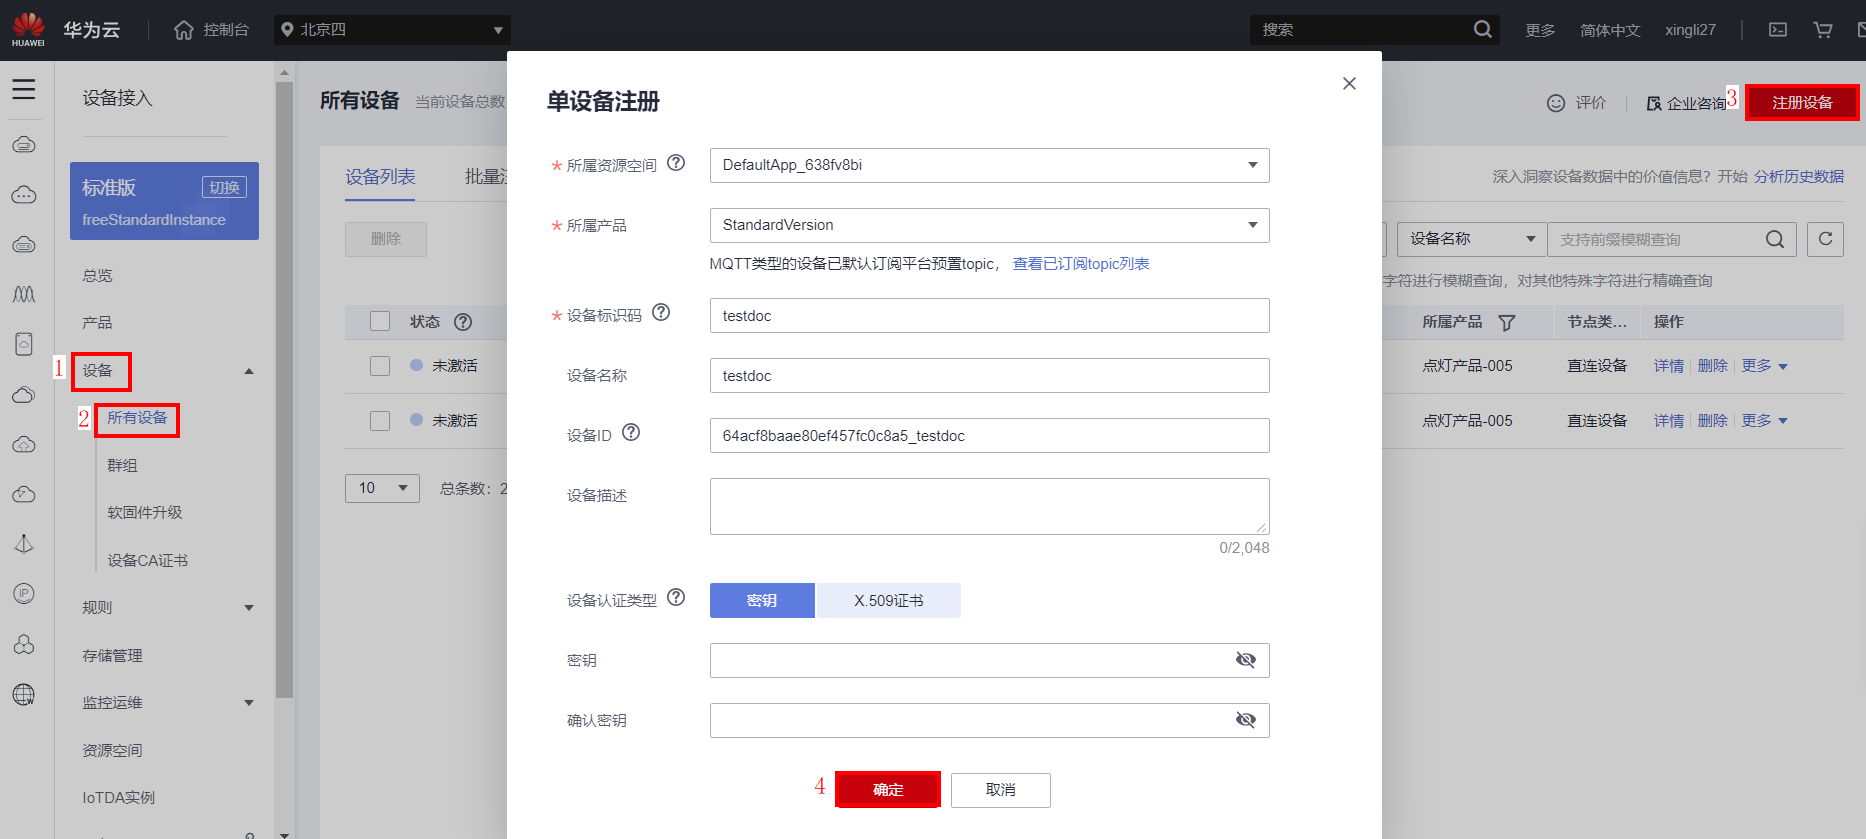 HUAWEI
华为云
控制台
北京四
搜索
更多
简体中文
xingli27
设备接入
标准版
切换
freeStandardInstance
总览
产品
1
设备
2
所有设备
群组
软固件升级
设备CA证书
规则
存储管理
监控运维
资源空间
IoTDA实例
IP
所有设备
当前设备总数
评价
企业咨询
3
注册设备
设备列表
批量
深入洞察设备数据中的价值信息？开始 分析历史数据
删除
设备名称
支持前缀模糊查询
字符进行模糊查询，对其他特殊字符进行精确查询
状态
所属产品
节点类...
操作
未激活
点灯产品-005
直连设备
详情
删除
更多
未激活
点灯产品-005
直连设备
详情
删除
更多
10
总条数：2
单设备注册
* 所属资源空间
DefaultApp_638fv8bi
* 所属产品
StandardVersion
MQTT类型的设备已默认订阅平台预置topic， 查看已订阅topic列表
* 设备标识码
testdoc
设备名称
testdoc
设备ID
64acf8baae80ef457fc0c8a5_testdoc
设备描述
0/2,048
设备认证类型
密钥
X.509证书
密钥
确认密钥
4
确定
取消